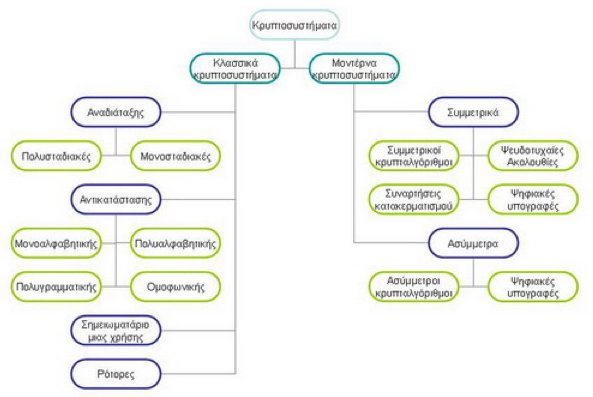 Κρυπτοσυστήματα
Κλασσικά
κρυπτοσυστήματα
Μοντέρνα
κρυπτοσυστήματα
Αναδιάταξης
Πολυσταδιακές
Μονοσταδιακές
Αντικατάστασης
Μονοαλφαβητικής
Πολυαλφαβητικής
Πολυγραμματικής
Ομοφωνικής
Σημειωματάριο
μιας χρήσης
Ρότορες
Συμμετρικά
Συμμετρικοί
κρυπταλγόριθμοι
Ψευδοτυχαίες
Ακολουθίες
Συναρτήσεις
κατακερματισμού
Ψηφιακές
υπογραφές
Ασύμμετρα
Ασύμμετροι
κρυπταλγόριθμοι
Ψηφιακές
υπογραφές